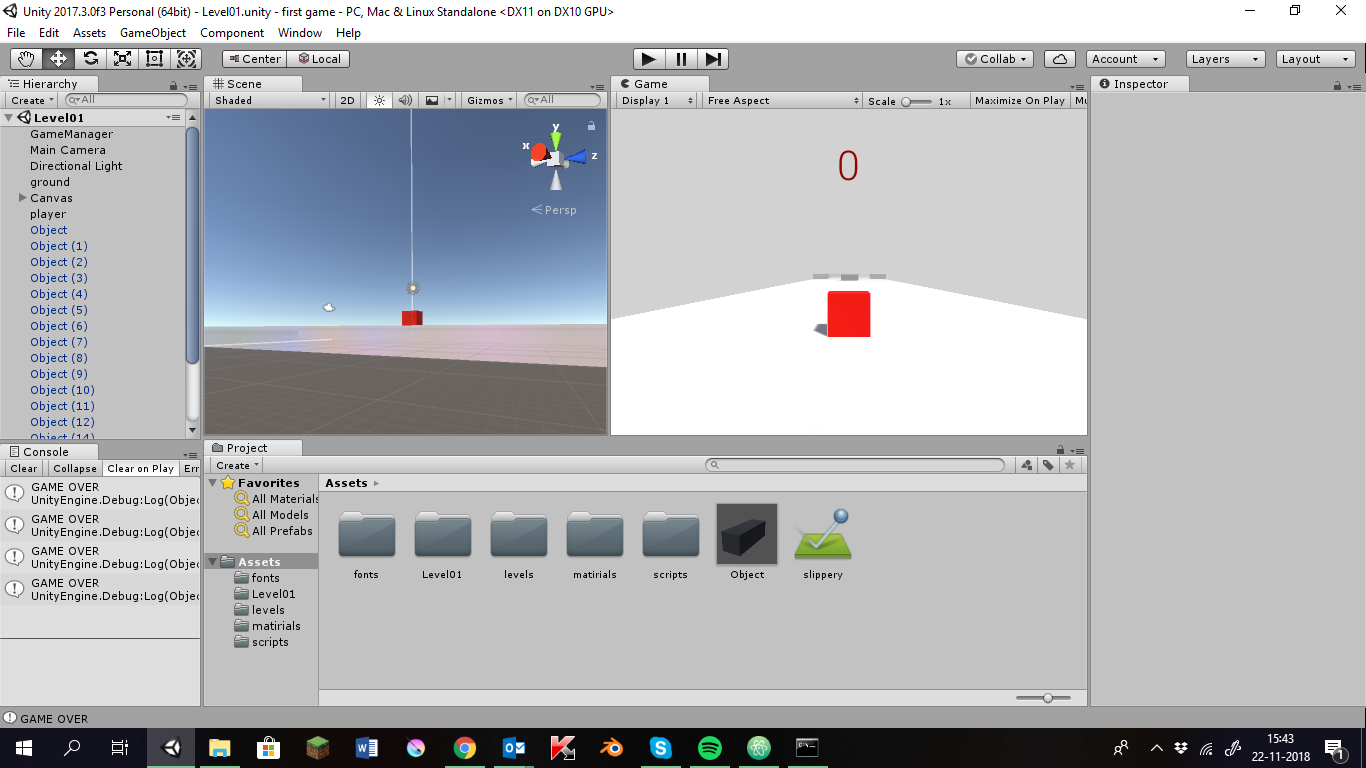 Unity 2017.3.0f3 Personal (64bit) - Level01.unity - first game - PC, Mac & Linux Standalone <DX11 on DX10 GPU>
File Edit Assets GameObject Component Window Help
Center Local Collab Account Layers Layout
Hierarchy
Create All
Level01
GameManager
Main Camera
Directional Light
ground
Canvas
player
Object
Object (1)
Object (2)
Object (3)
Object (4)
Object (5)
Object (6)
Object (7)
Object (8)
Object (9)
Object (10)
Object (11)
Object (12)
Object (14)
Scene
Shaded 2D Gizmos All
y
x
z
Persp
Game
Display 1 Free Aspect Scale 1x Maximize On Play Mu
0
Inspector
Console
Clear Collapse Clear on Play Err
GAME OVER
UnityEngine.Debug:Log(Objec
GAME OVER
UnityEngine.Debug:Log(Objec
GAME OVER
UnityEngine.Debug:Log(Objec
GAME OVER
UnityEngine.Debug:Log(Objec
Project
Create
Favorites
All Materials
All Models
All Prefabs
Assets
fonts
Level01
levels
matirials
scripts
Assets
fonts Level01 levels matirials scripts Object slippery
GAME OVER
15:43
22-11-2018
1